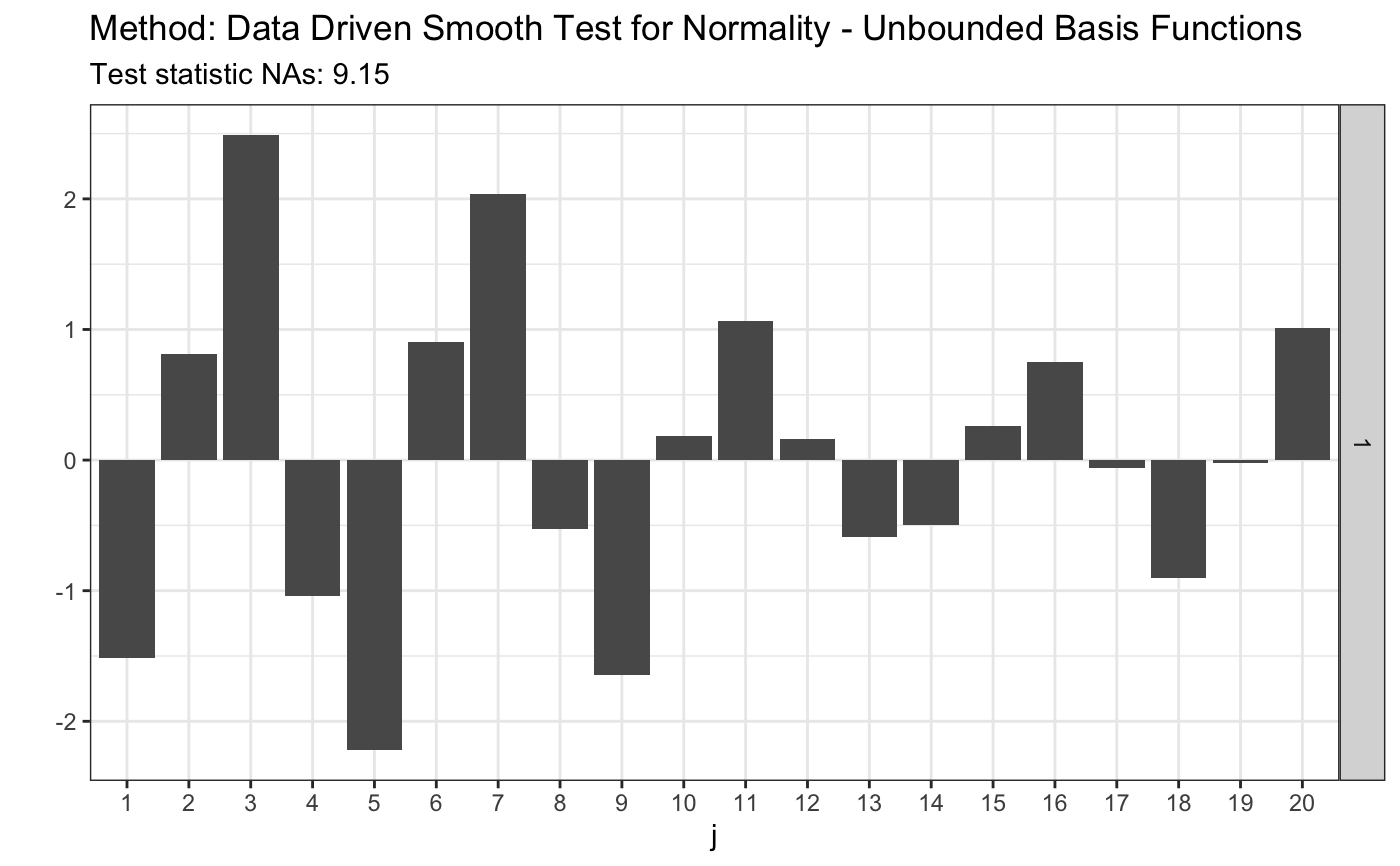 Method: Data Driven Smooth Test for Normality - Unbounded Basis Functions
Test statistic NAs: 9.15
2
1
0
-1
-2
1
1 2 3 4 5 6 7 8 9 10 11 12 13 14 15 16 17 18 19 20
j